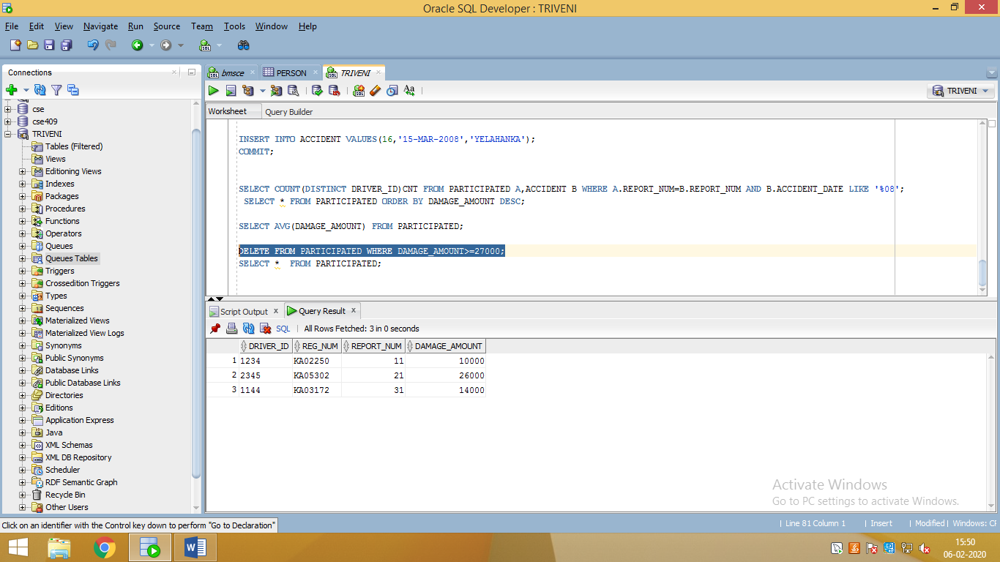 Oracle SQL Developer : TRIVENI
File Edit View Navigate Run Source Team Tools Window Help
Connections
bmsce
PERSON
TRIVENI
TRIVENI
Worksheet
Query Builder
cse
cse409
TRIVENI
Tables (Filtered)
Views
Editioning Views
Indexes
Packages
Procedures
Functions
Operators
Queues
Queues Tables
Triggers
Crossedition Triggers
Types
Sequences
Materialized Views
Materialized View Logs
Synonyms
Public Synonyms
Database Links
Public Database Links
Directories
Editions
Application Express
Java
XML Schemas
XML DB Repository
Scheduler
RDF Semantic Graph
Recycle Bin
Other Users
INSERT INTO ACCIDENT VALUES(16,'15-MAR-2008','YELAHANKA');
COMMIT;
SELECT COUNT(DISTINCT DRIVER_ID)CNT FROM PARTICIPATED A,ACCIDENT B WHERE A.REPORT_NUM=B.REPORT_NUM AND B.ACCIDENT_DATE LIKE '%08';
SELECT * FROM PARTICIPATED ORDER BY DAMAGE_AMOUNT DESC;
SELECT AVG(DAMAGE_AMOUNT) FROM PARTICIPATED;
DELETE FROM PARTICIPATED WHERE DAMAGE_AMOUNT>=27000;
SELECT * FROM PARTICIPATED;
Script Output x
Query Result x
SQL | All Rows Fetched: 3 in 0 seconds
DRIVER_ID REG_NUM REPORT_NUM DAMAGE_AMOUNT
1 1234 KA02250 11 10000
2 2345 KA05302 21 26000
3 1144 KA03172 31 14000
Activate Windows
Go to PC settings to activate Windows.
Click on an identifier with the Control key down to perform "Go to Declaration"
| Line 81 Column 1 | Insert | Modified | Windows: CF
15:50
06-02-2020